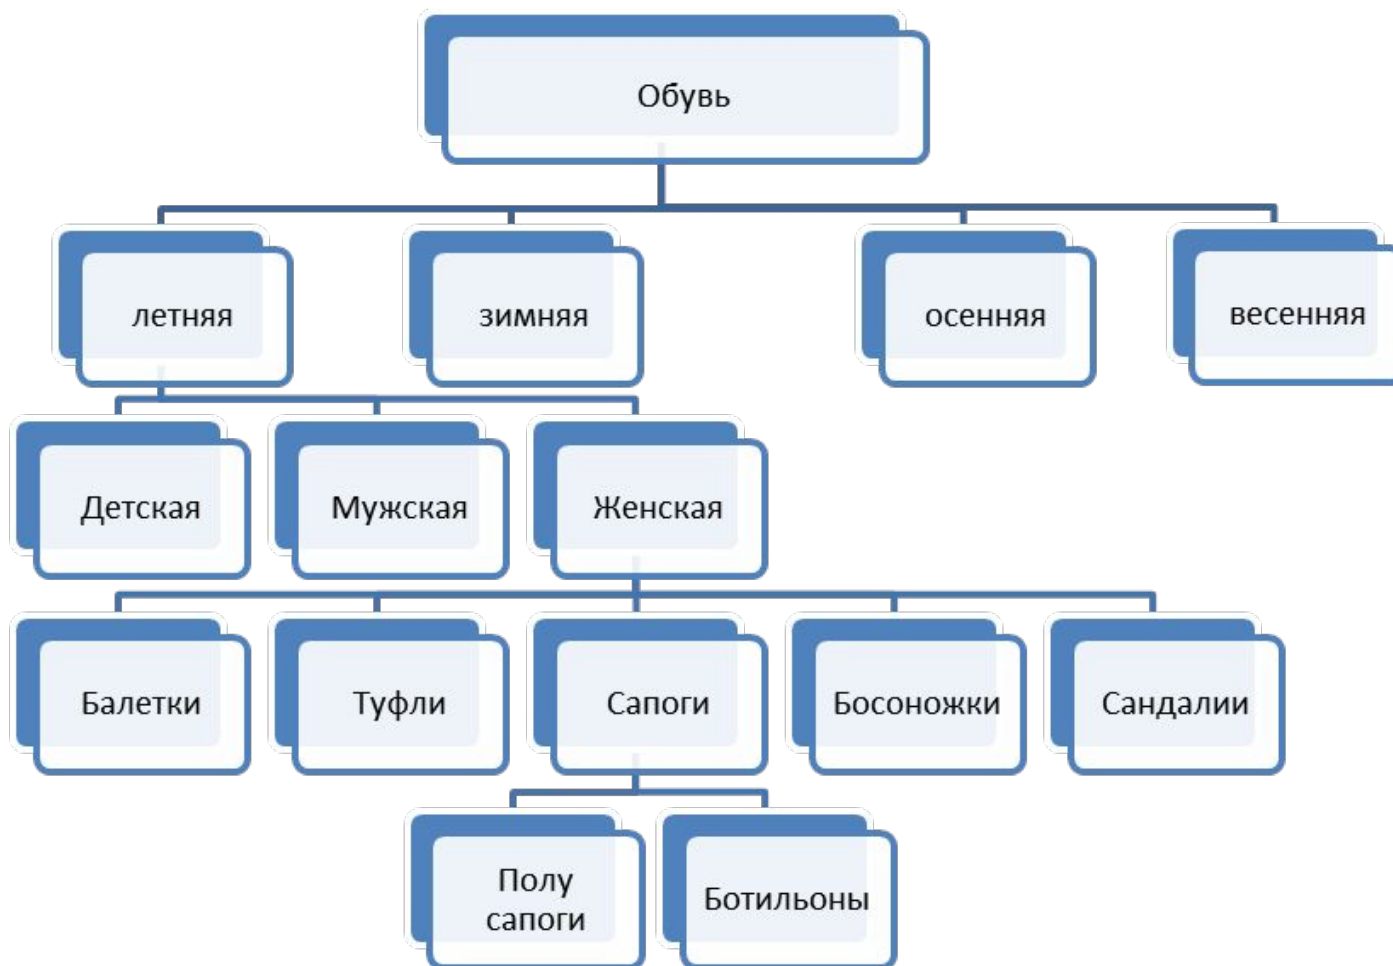 Обувь
летняя
зимняя
осенняя
весенняя
Детская
Мужская
Женская
Балетки
Туфли
Сапоги
Босоножки
Сандалии
Полу
сапоги
Ботильоны